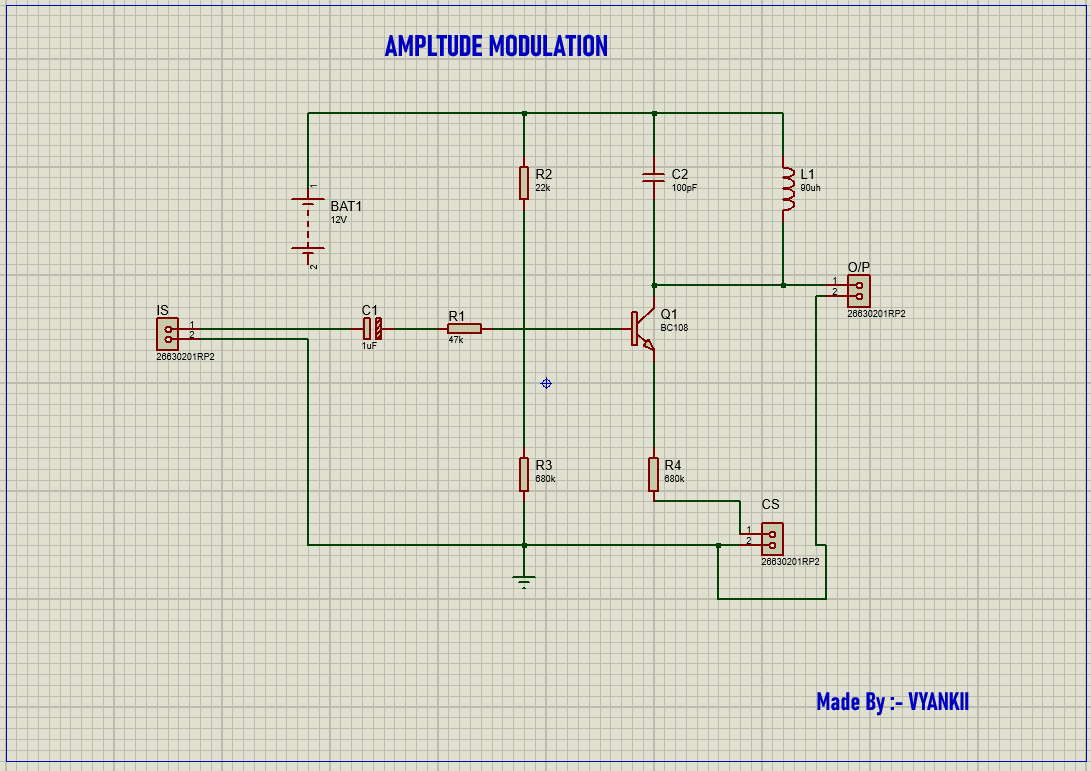 AMPLTUDE MODULATION
R2
22k
C2
100pF
L1
90uh
1
BAT1
12V
2
O/P
1
2
26630201RP2
IS
1
2
26630201RP2
C1
1uF
R1
47k
Q1
BC108
R3
680k
R4
680k
CS
1
2
26630201RP2
Made By :- VYANKII